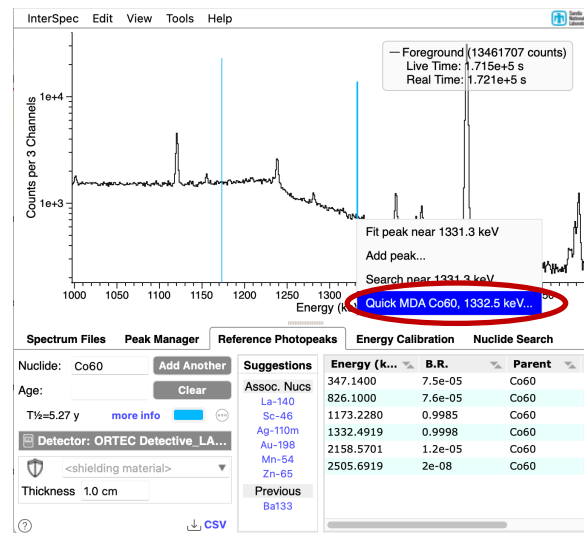 InterSpec Edit View Tools Help
Sandia
National
Laboratories
Foreground (13461707 counts)
Live Time: 1.715e+5 s
Real Time: 1.721e+5 s
Counts per 3 Channels
1e+4
1e+3
1000 1050 1100 1150 1200 1250 1300
Energy (k
Fit peak near 1331.3 keV
Add peak...
Search near 1331.3 keV
Quick MDA Co60, 1332.5 keV...
Spectrum Files Peak Manager Reference Photopeaks Energy Calibration Nuclide Search
Nuclide: Co60 Add Another
Age: Clear
T½=5.27 y more info
Detector: ORTEC Detective_LA...
<shielding material>
Thickness 1.0 cm
CSV
Suggestions
Assoc. Nucs
La-140
Sc-46
Ag-110m
Au-198
Mn-54
Zn-65
Previous
Ba133
Energy (k... B.R. Parent
347.1400 7.5e-05 Co60
826.1000 7.6e-05 Co60
1173.2280 0.9985 Co60
1332.4919 0.9998 Co60
2158.5701 1.2e-05 Co60
2505.6919 2e-08 Co60